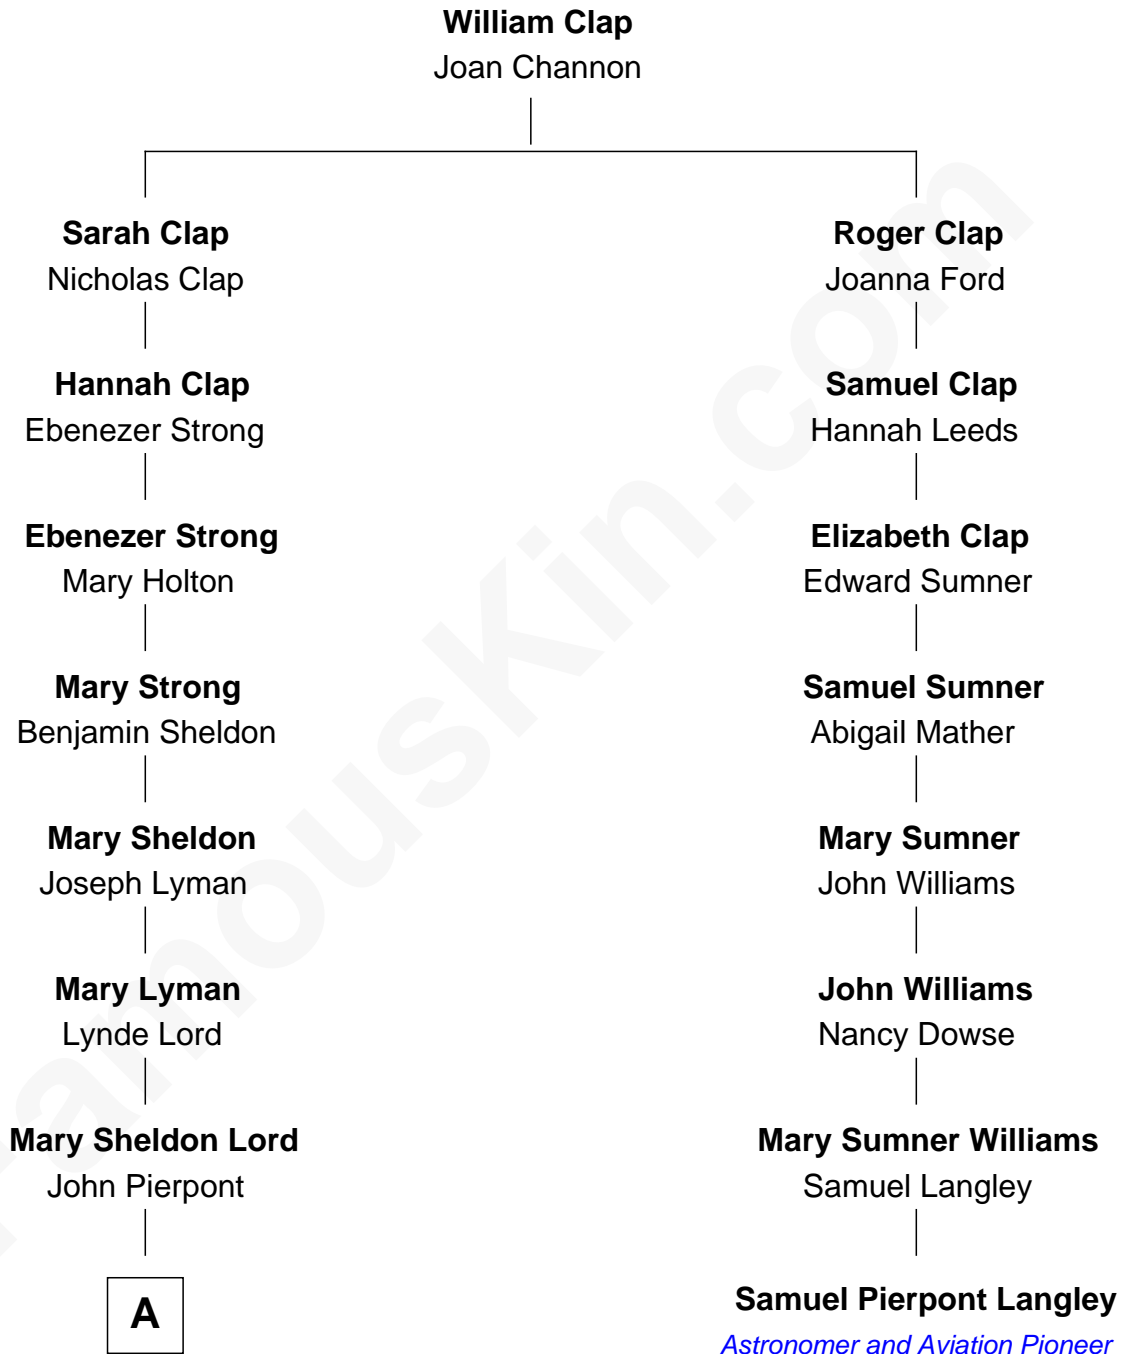 William Clap
Joan Channon
Sarah Clap
Nicholas Clap
Hannah Clap
Ebenezer Strong
Ebenezer Strong
Mary Holton
Mary Strong
Benjamin Sheldon
Mary Sheldon
Joseph Lyman
Mary Lyman
Lynde Lord
Mary Sheldon Lord
John Pierpont
A
Roger Clap
Joanna Ford
Samuel Clap
Hannah Leeds
Elizabeth Clap
Edward Sumner
Samuel Sumner
Abigail Mather
Mary Sumner
John Williams
John Williams
Nancy Dowse
Mary Sumner Williams
Samuel Langley
Samuel Pierpont Langley
Astronomer and Aviation Pioneer
FamousKin.com